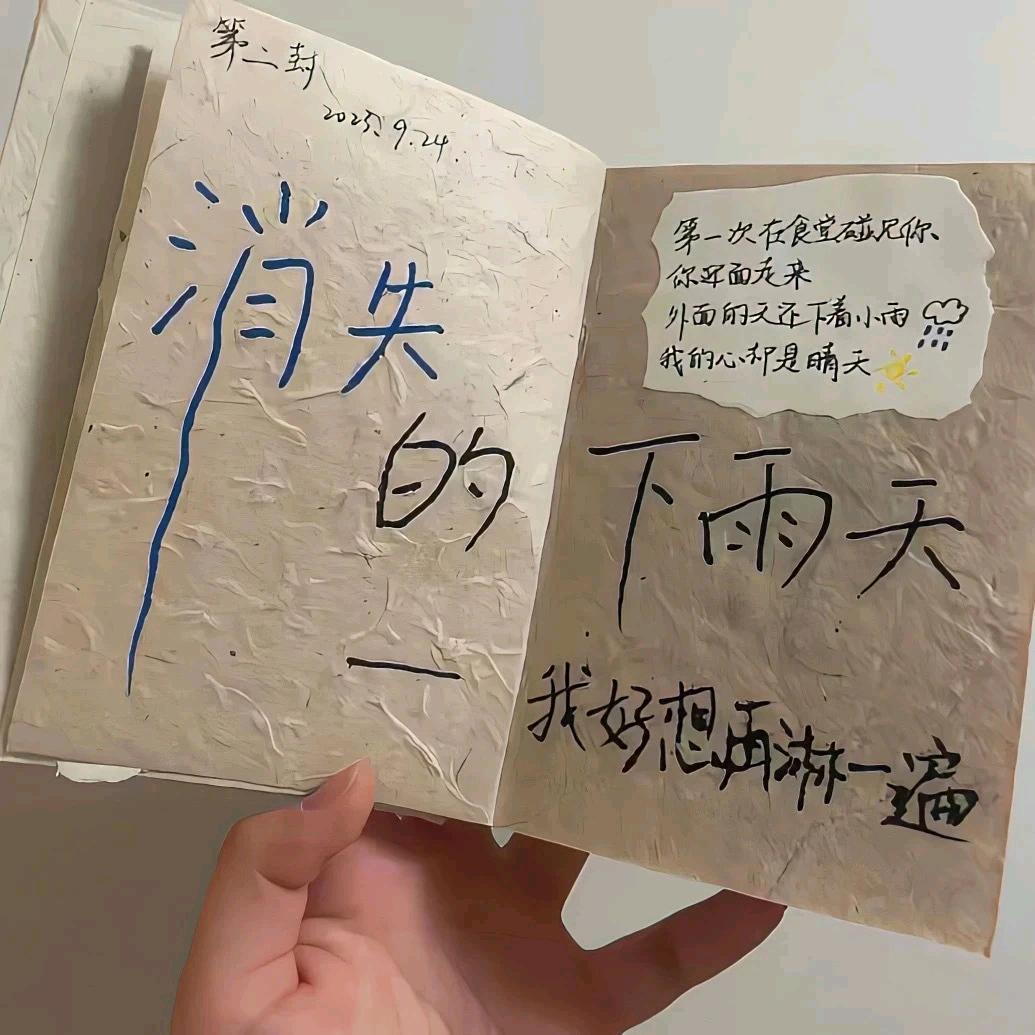 第二封
2025.9.24.
消失
的
一
第一次在食堂碰见你、
你迎面走来
外面的天还下着小雨
我的心却是晴天
下雨天
我好想再淋一遍